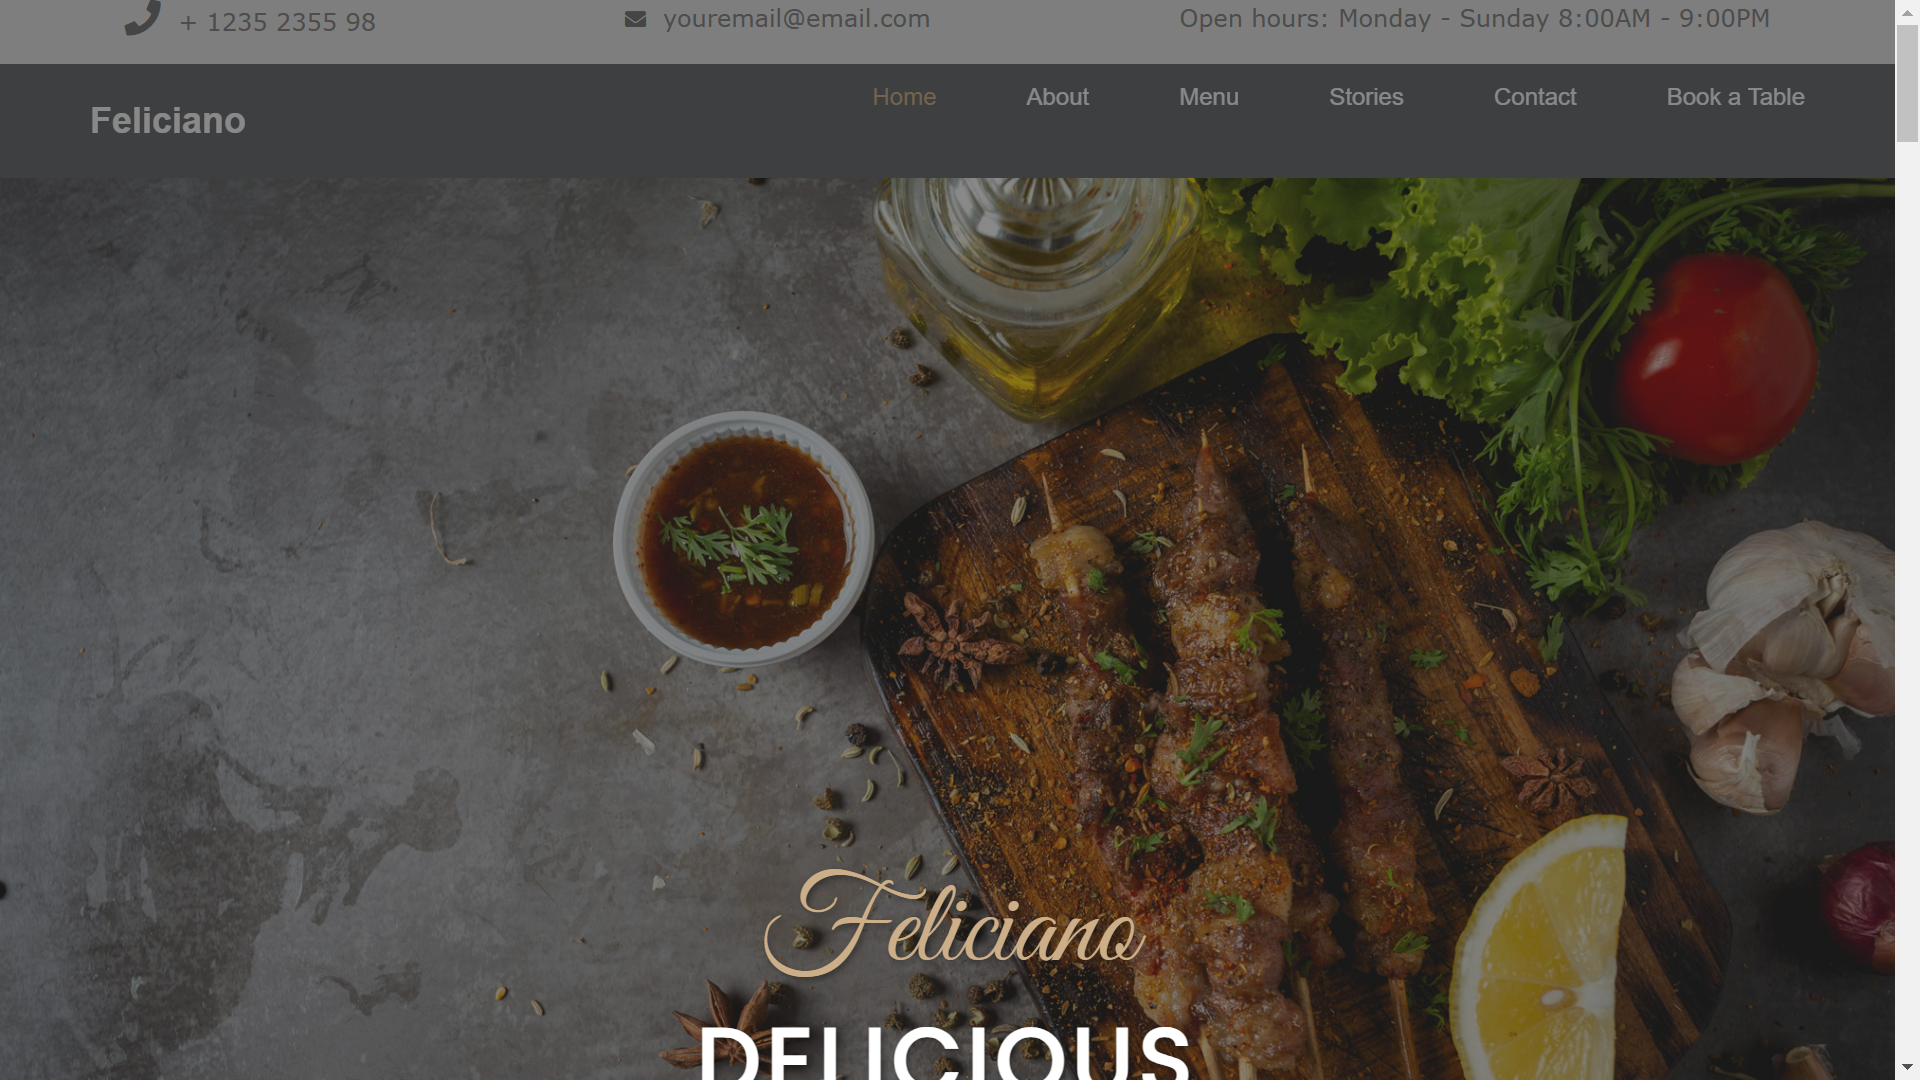 + 1235 2355 98
youremail@email.com
Open hours: Monday - Sunday 8:00AM - 9:00PM
Feliciano
Home
About
Menu
Stories
Contact
Book a Table
Feliciano
DELICIOUS